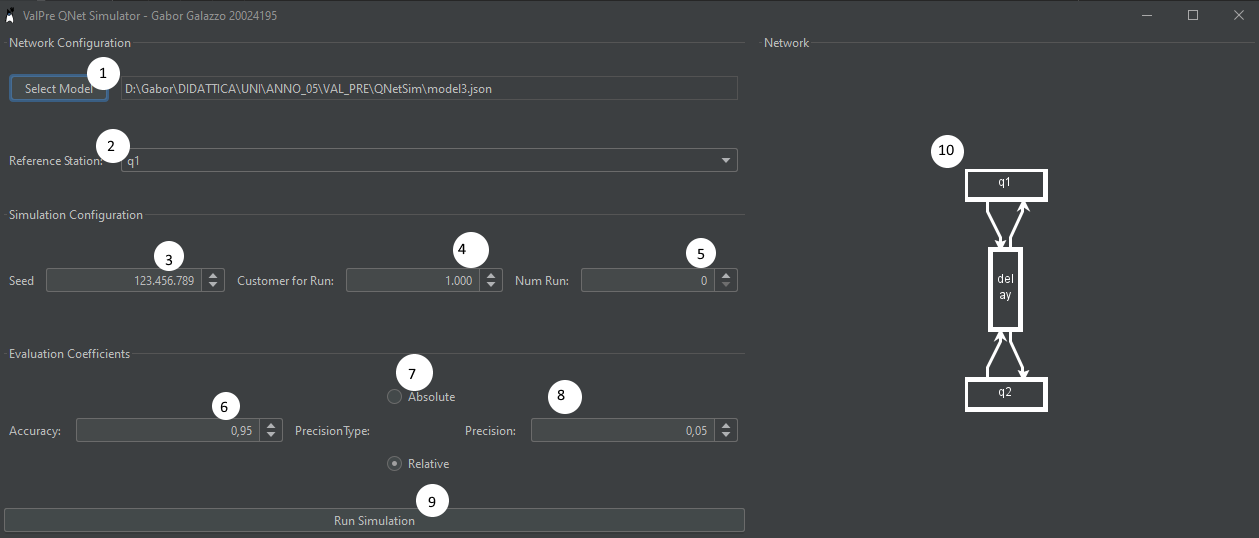 ValPre QNet Simulator - Gabor Galazzo 20024195
Network Configuration
1
Select Model
D:\Gabor\DIDATTICA\UNI\ANNO_05\VAL_PRE\QNetSim\model3.json
2
Reference Station:
q1
Simulation Configuration
3
4
5
Seed
123.456.789
Customer for Run:
1.000
Num Run:
0
Evaluation Coefficients
7
Absolute
6
8
Accuracy:
0,95
PrecisionType:
Precision:
0,05
Relative
9
Run Simulation
Network
10
q1
del
ay
q2